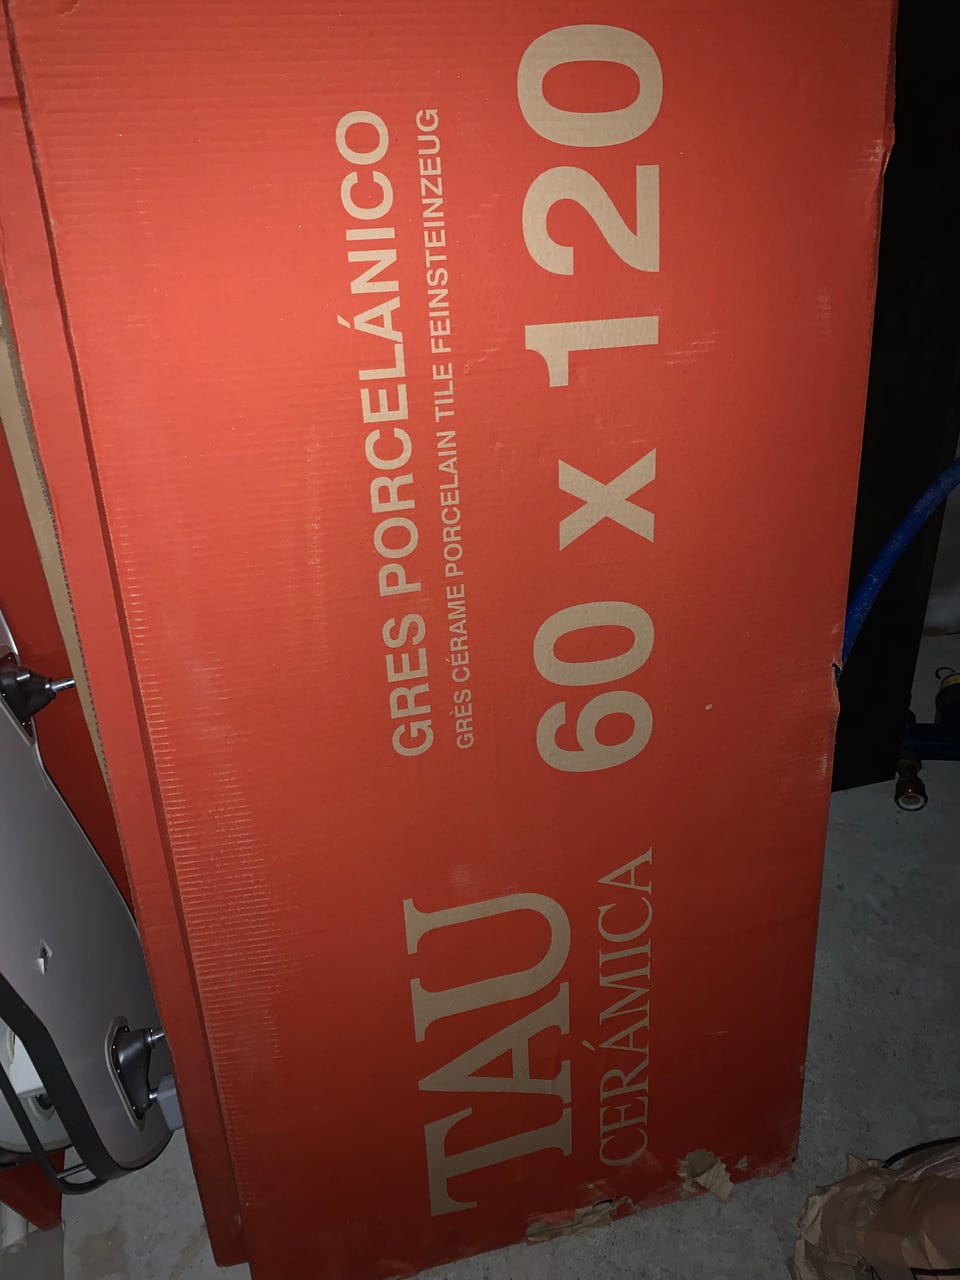 GRES PORCELÁNICO
GRÈS CÉRAME PORCELAIN TILE FEINSTEINZEUG
60 x 120
TAU
CERÁMICA